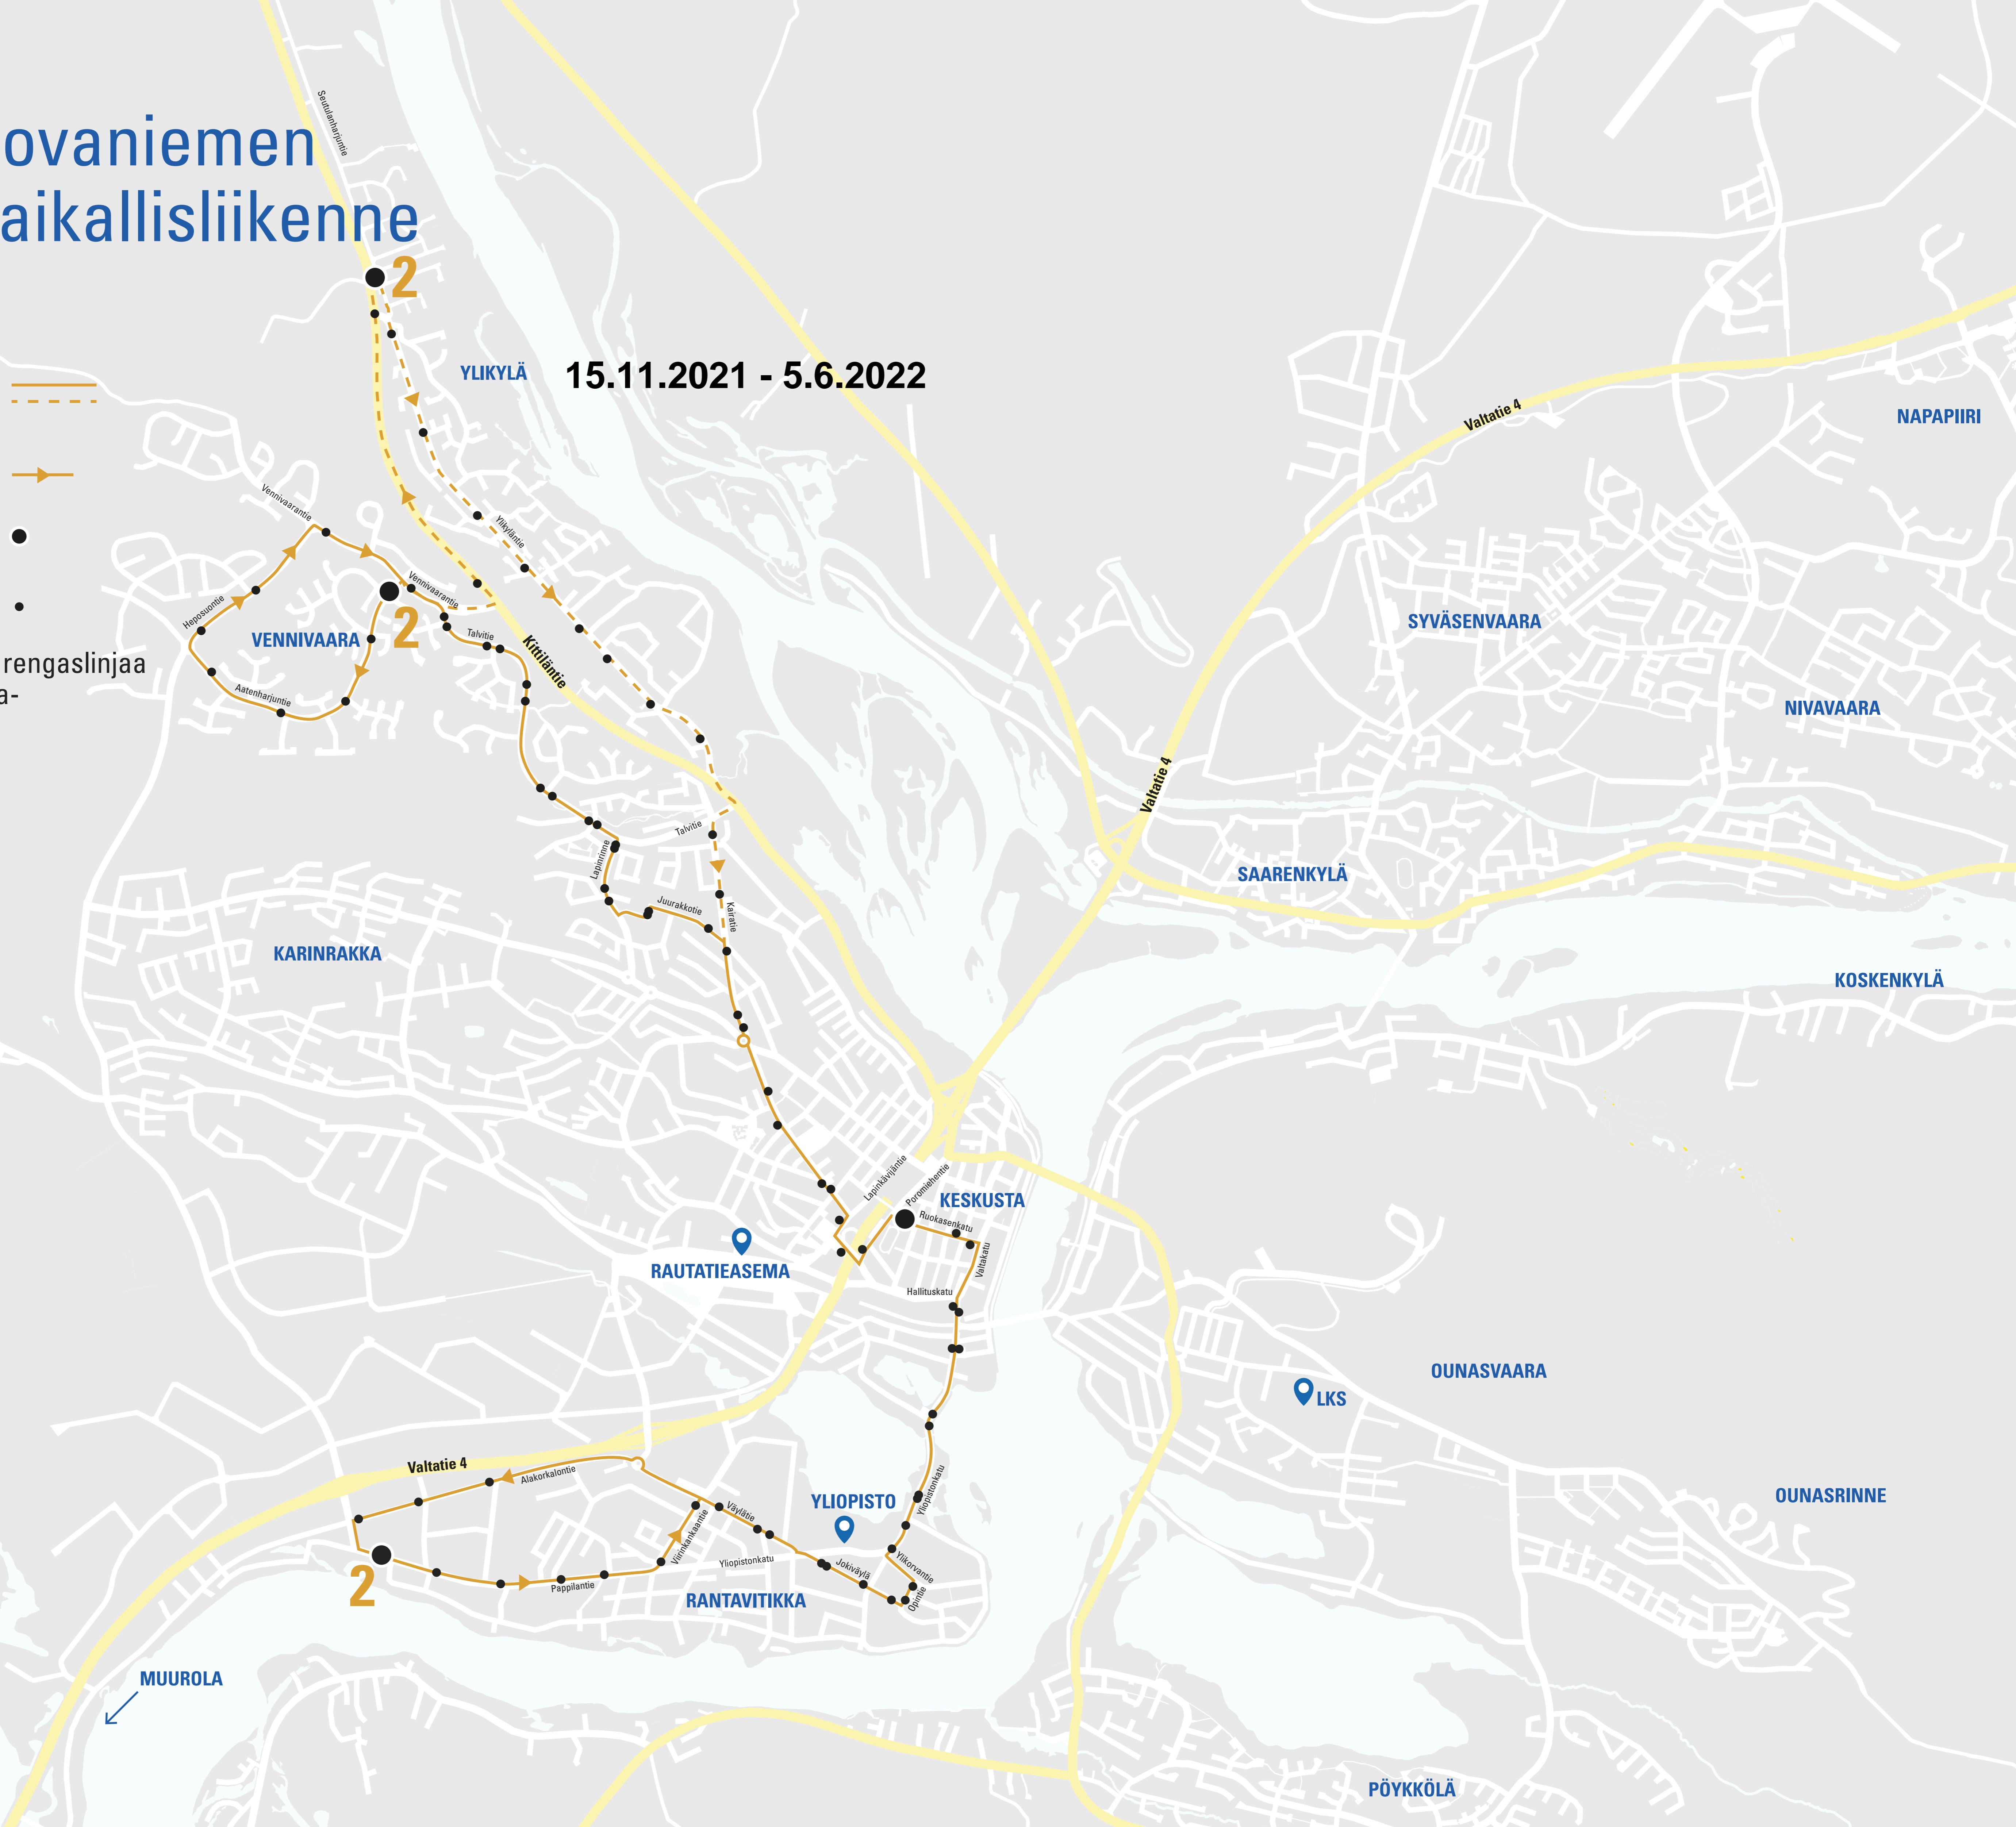 ovaniemen
aikallisliikenne
Seutulanharjuntie
2
YLIKYLÄ
15.11.2021 - 5.6.2022
Valtatie 4
NAPAPIIRI
Vennivaarantie
Ylikyläntie
Vennivaarantie
Heposuontie
VENNIVAARA
2
Talvitie
Kittiläntie
SYVÄSENVAARA
rengaslinjaa
a-
Aatenharjuntie
NIVAVAARA
Valtatie 4
Talvitie
Lapinrinne
SAARENKYLÄ
Juurakkotie
Kairatie
KARINRAKKA
KOSKENKYLÄ
Lapinkävijäntie
Poromiehentie
KESKUSTA
Ruokasenkatu
Valtakatu
RAUTATIEASEMA
Hallituskatu
OUNASVAARA
LKS
Valtatie 4
Alakorkalontie
Yliopistonkatu
YLIOPISTO
OUNASRINNE
Väylätie
Viirinkankaantie
Yliopistonkatu
Jokiväylä
Ylikorvantie
Opintie
2
Pappilantie
RANTAVITIKKA
MUUROLA
PÖYKKÖLÄ